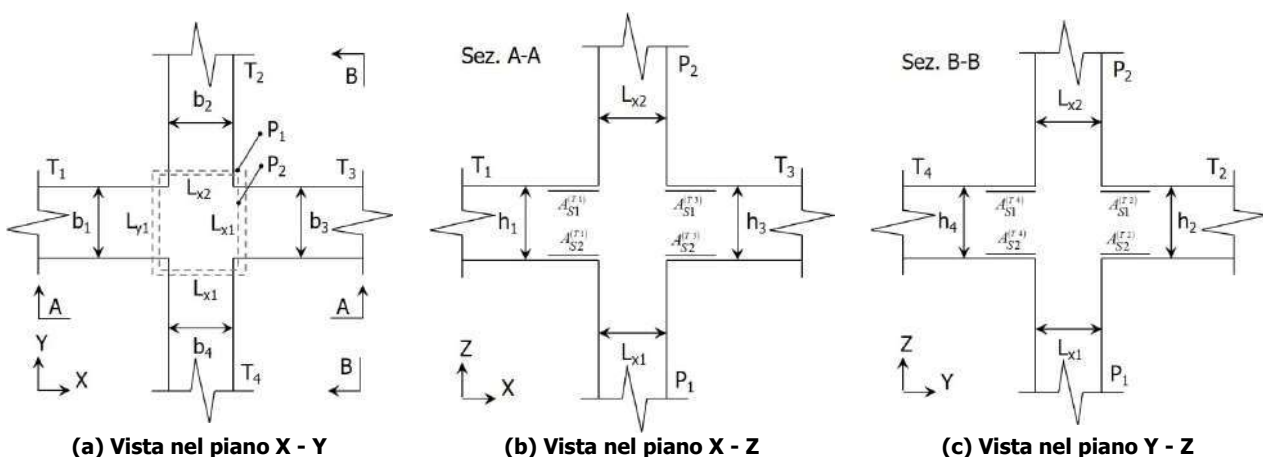 T2
B
b2
P1
P2
T1
T3
Lx2
b1
Ly1
Lx1
b3
Lx1
A
A
b4
Y
X
B
T4
(a) Vista nel piano X - Y
Sez. A-A
P2
Lx2
T1
T3
h1
A_S1^(T1)
A_S1^(T3)
h3
A_S2^(T1)
A_S2^(T3)
Lx1
Z
X
P1
(b) Vista nel piano X - Z
Sez. B-B
P2
Lx2
T4
T2
h4
A_S1^(T4)
A_S1^(T2)
h2
A_S2^(T4)
A_S2^(T2)
Lx1
Z
Y
P1
(c) Vista nel piano Y - Z